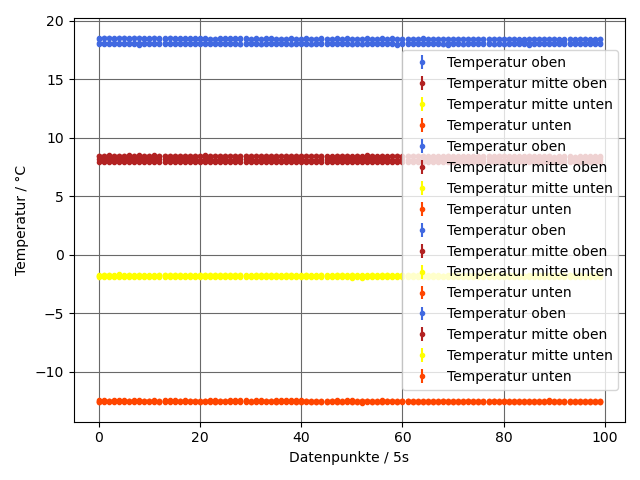 20
15
10
5
0
−5
−10
Temperatur / °C
Temperatur oben
Temperatur mitte oben
Temperatur mitte unten
Temperatur unten
Temperatur oben
Temperatur mitte oben
Temperatur mitte unten
Temperatur unten
Temperatur oben
Temperatur mitte oben
Temperatur mitte unten
Temperatur unten
Temperatur oben
Temperatur mitte oben
Temperatur mitte unten
Temperatur unten
0 20 40 60 80 100
Datenpunkte / 5s